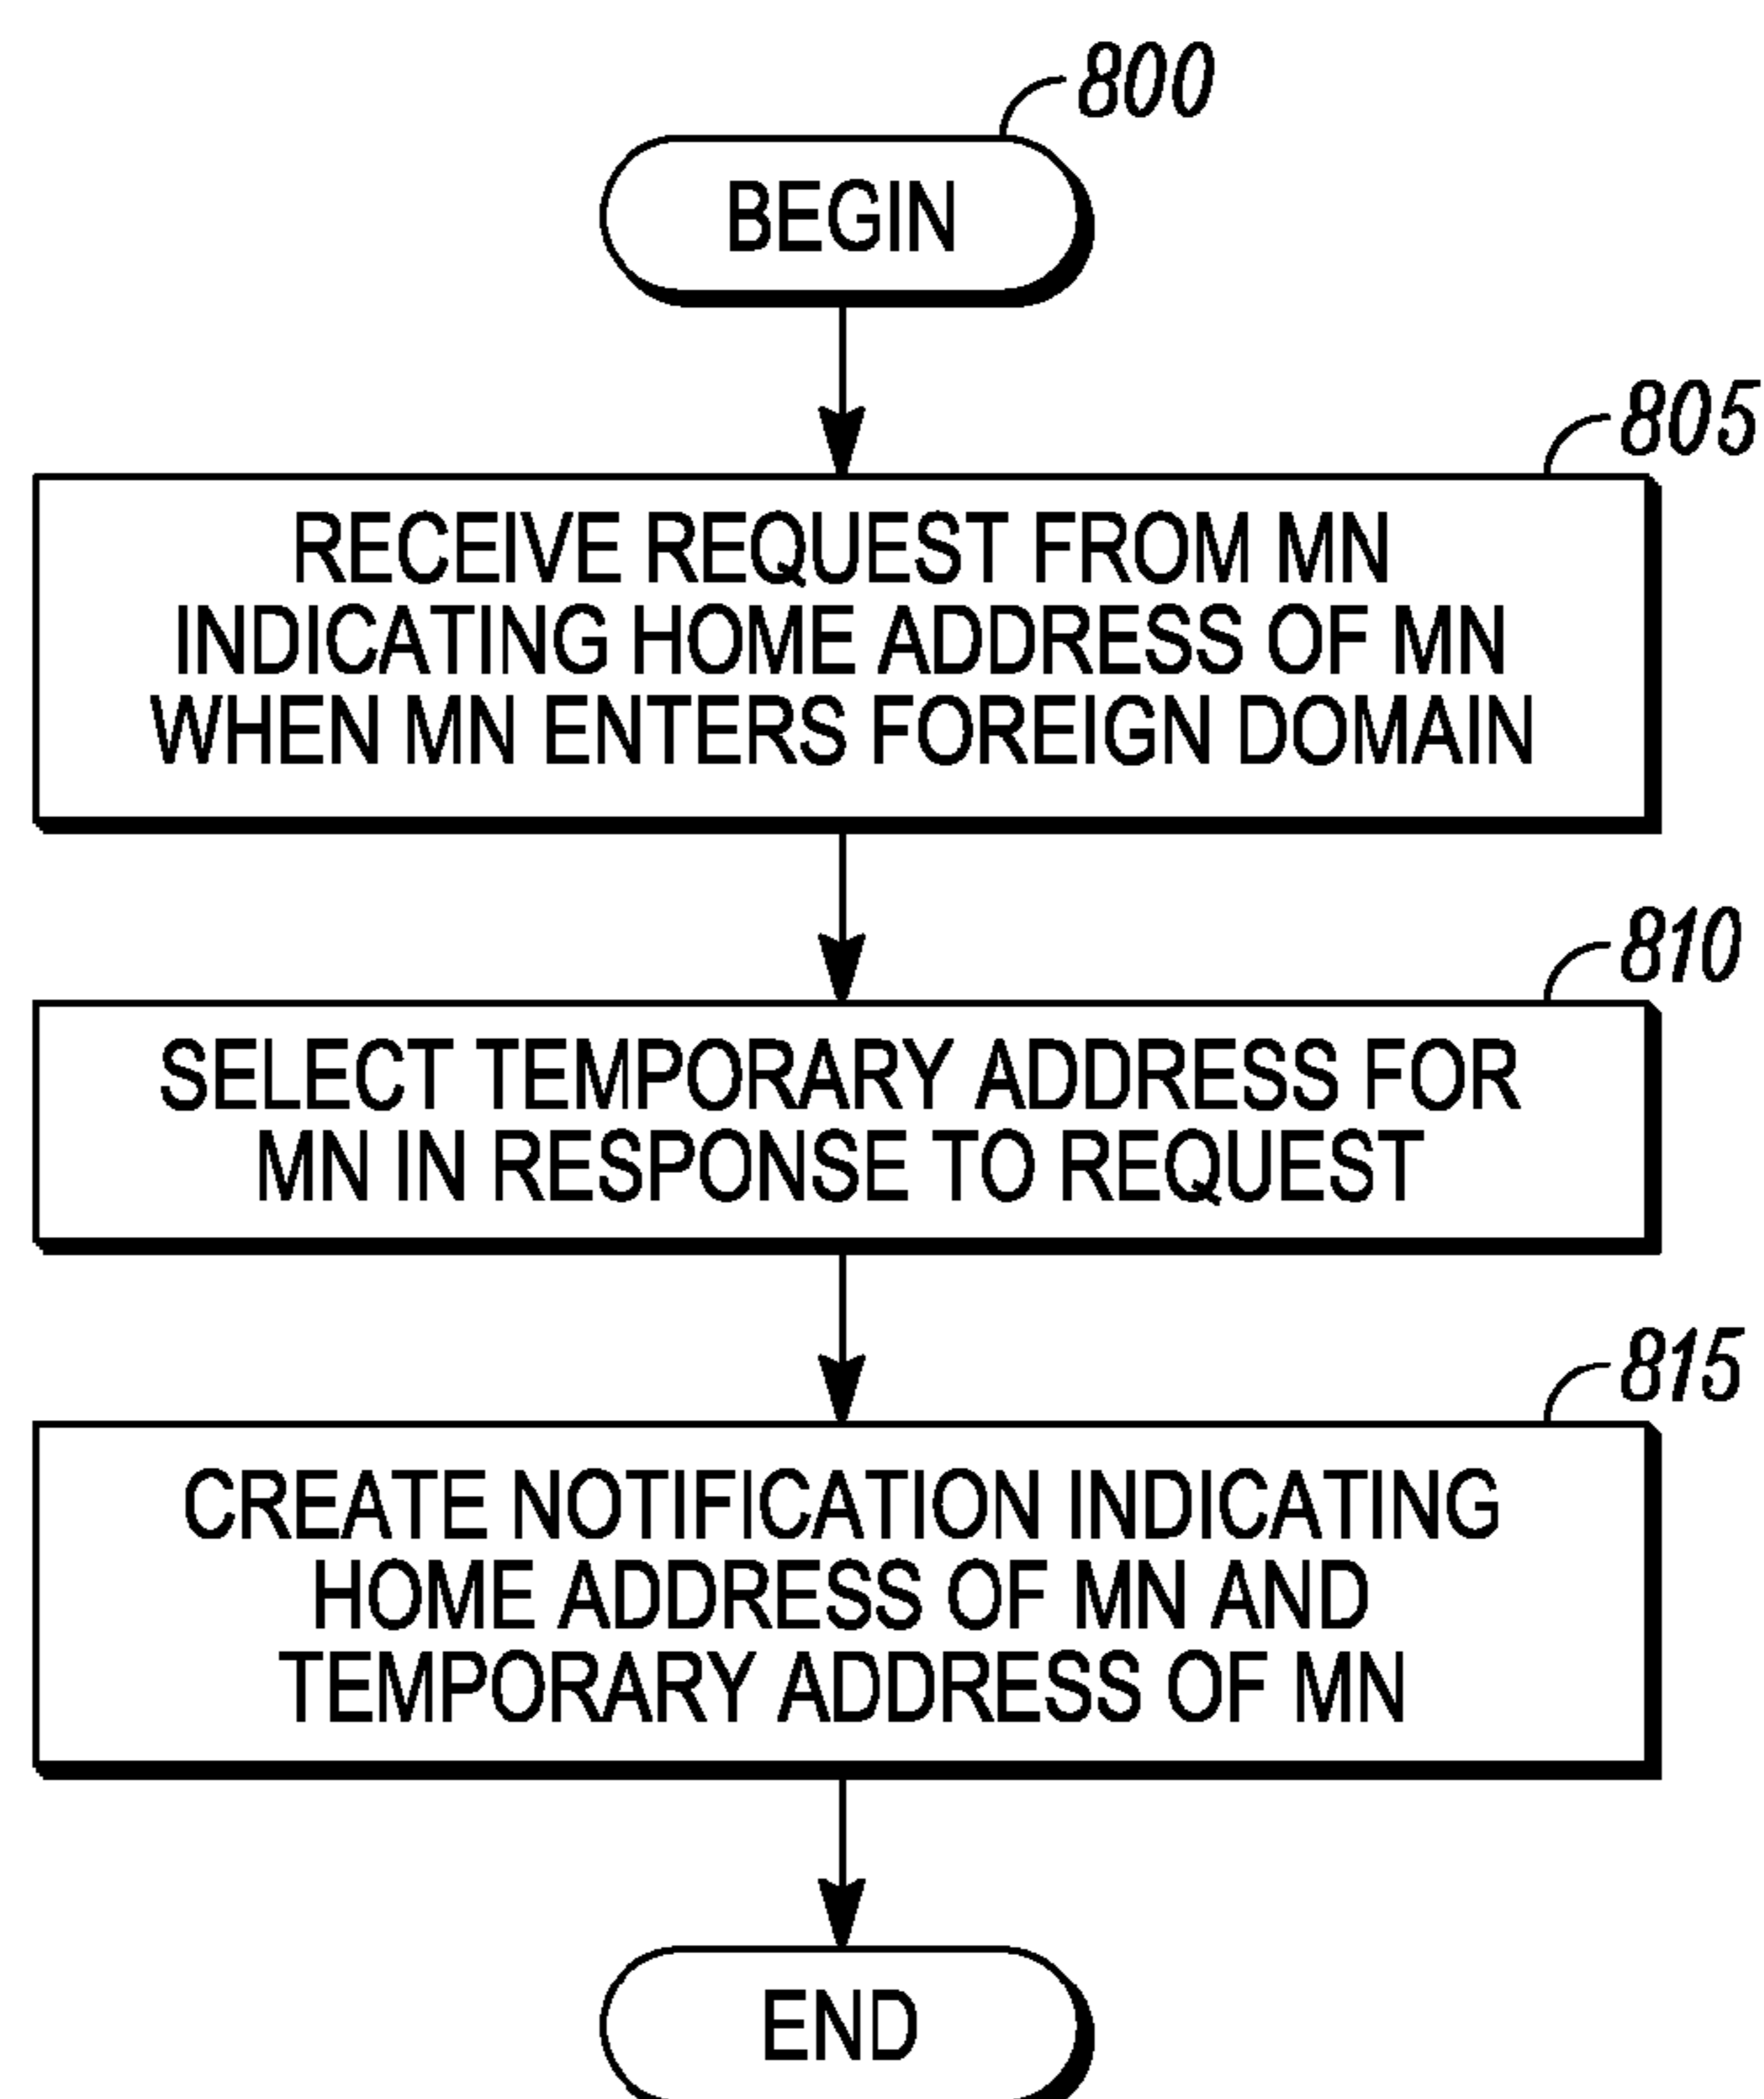 800
BEGIN
805
RECEIVE REQUEST FROM MN
INDICATING HOME ADDRESS OF MN
WHEN MN ENTERS FOREIGN DOMAIN
810
SELECT TEMPORARY ADDRESS FOR
MN IN RESPONSE TO REQUEST
815
CREATE NOTIFICATION INDICATING
HOME ADDRESS OF MN AND
TEMPORARY ADDRESS OF MN
END